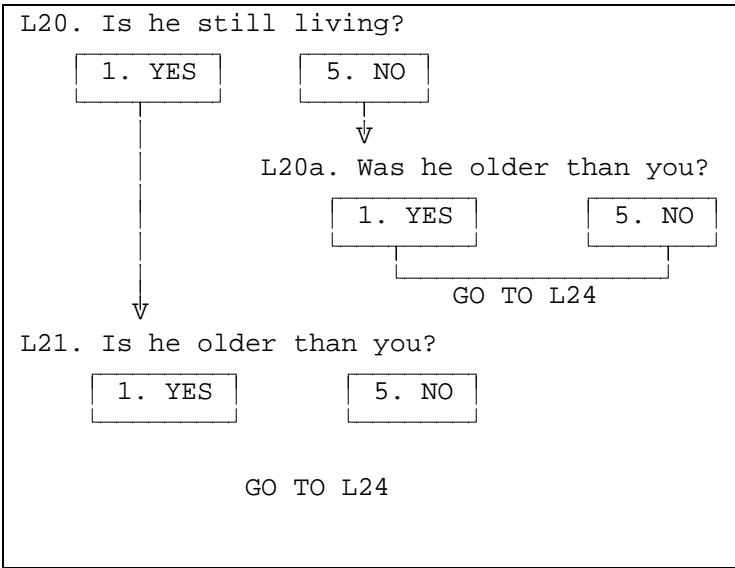 L20. Is he still living?
1. YES 5. NO
L20a. Was he older than you?
1. YES 5. NO
GO TO L24
L21. Is he older than you?
1. YES 5. NO
GO TO L24